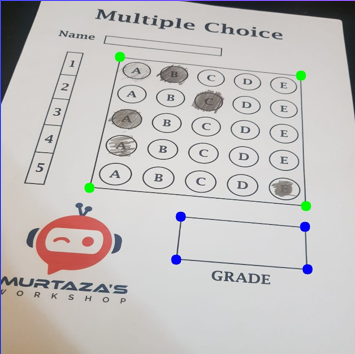 Multiple Choice
Name
1 A B C D E
2 A B C D E
3 A B C D E
4 A B C D E
5 A B C D E
GRADE
MURTAZA'S
WORKSHOP